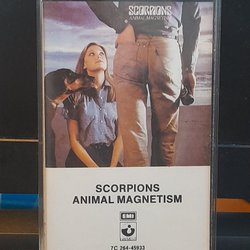 SCORPIONS
ANIMAL MAGNETISM
SCORPIONS
ANIMAL MAGNETISM
EMI
7C 264-45933